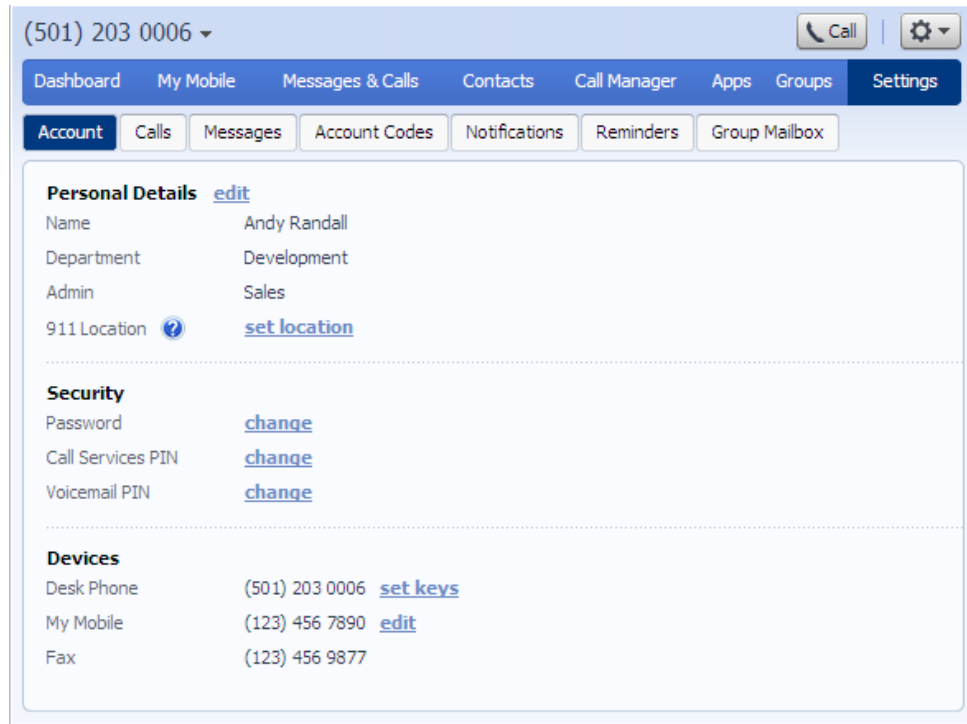 (501) 203 0006 Call
Dashboard My Mobile Messages & Calls Contacts Call Manager Apps Groups Settings
Account Calls Messages Account Codes Notifications Reminders Group Mailbox
Personal Details edit
Name Andy Randall
Department Development
Admin Sales
911 Location ? set location
Security
Password change
Call Services PIN change
Voicemail PIN change
Devices
Desk Phone (501) 203 0006 set keys
My Mobile (123) 456 7890 edit
Fax (123) 456 9877